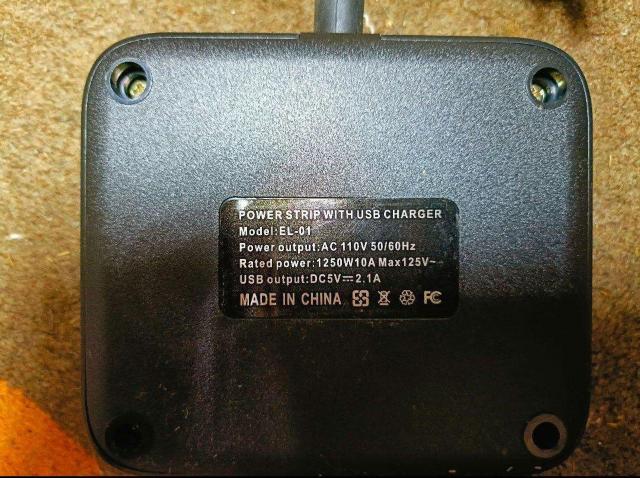 POWER STRIP WITH USB CHARGER
Model:EL-01
Power output:AC 110V 50/60Hz
Rated power:1250W10A Max125V~
USB output:DC5V⎓2.1A
MADE IN CHINA FC